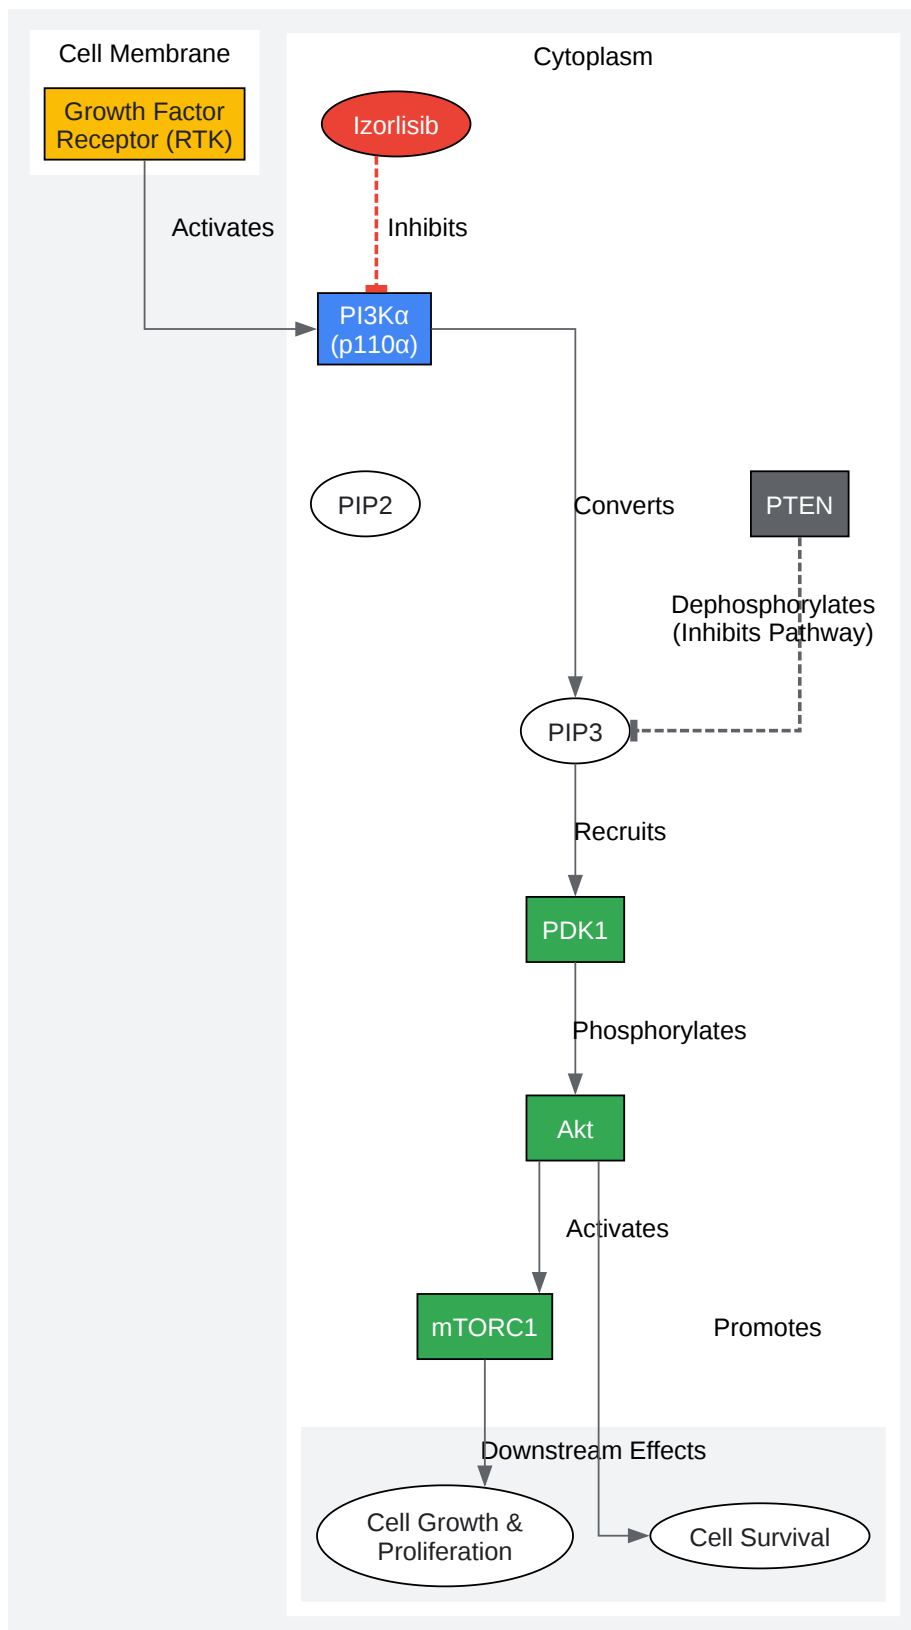 Cell Membrane
Cytoplasm
Growth Factor
Receptor (RTK)
Izorlisib
Activates
Inhibits
PI3Kα
(p110α)
PIP2
Converts
PTEN
Dephosphorylates
(Inhibits Pathway)
PIP3
Recruits
PDK1
Phosphorylates
Akt
Activates
mTORC1
Promotes
Downstream Effects
Cell Growth &
Proliferation
Cell Survival